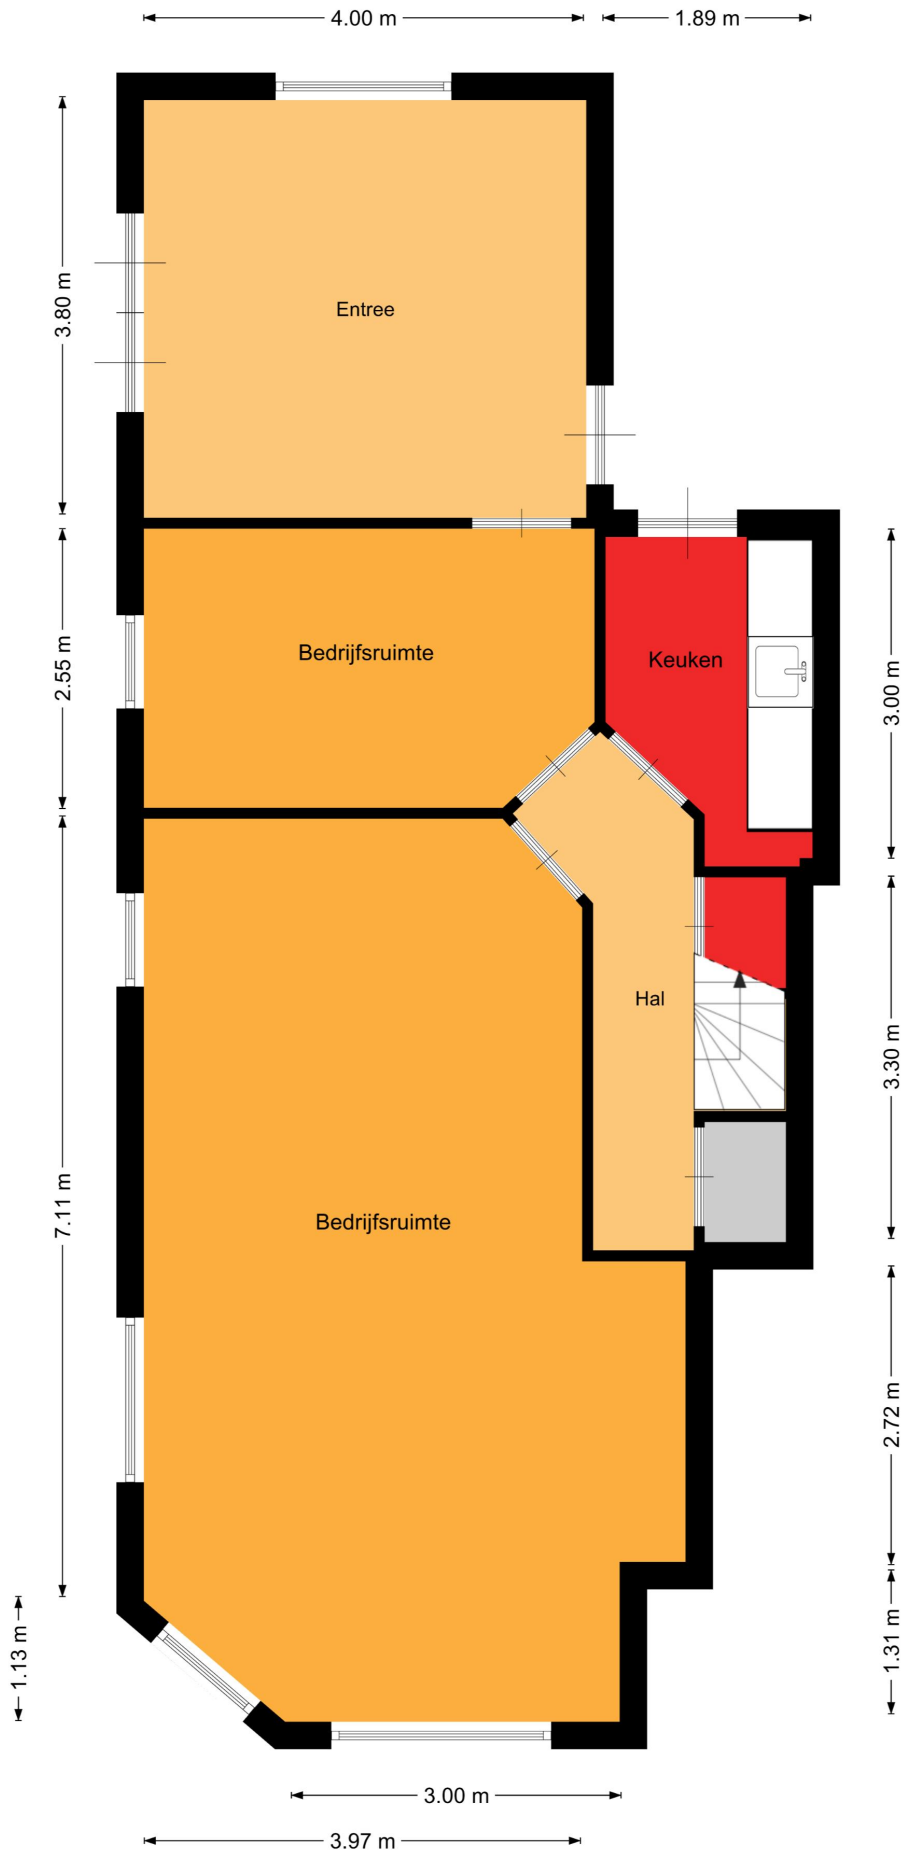 4.00 m
1.89 m
3.80 m
Entree
2.55 m
Bedrijfsruimte
Keuken
3.00 m
Hal
3.30 m
7.11 m
Bedrijfsruimte
2.72 m
1.13 m
1.31 m
3.00 m
3.97 m